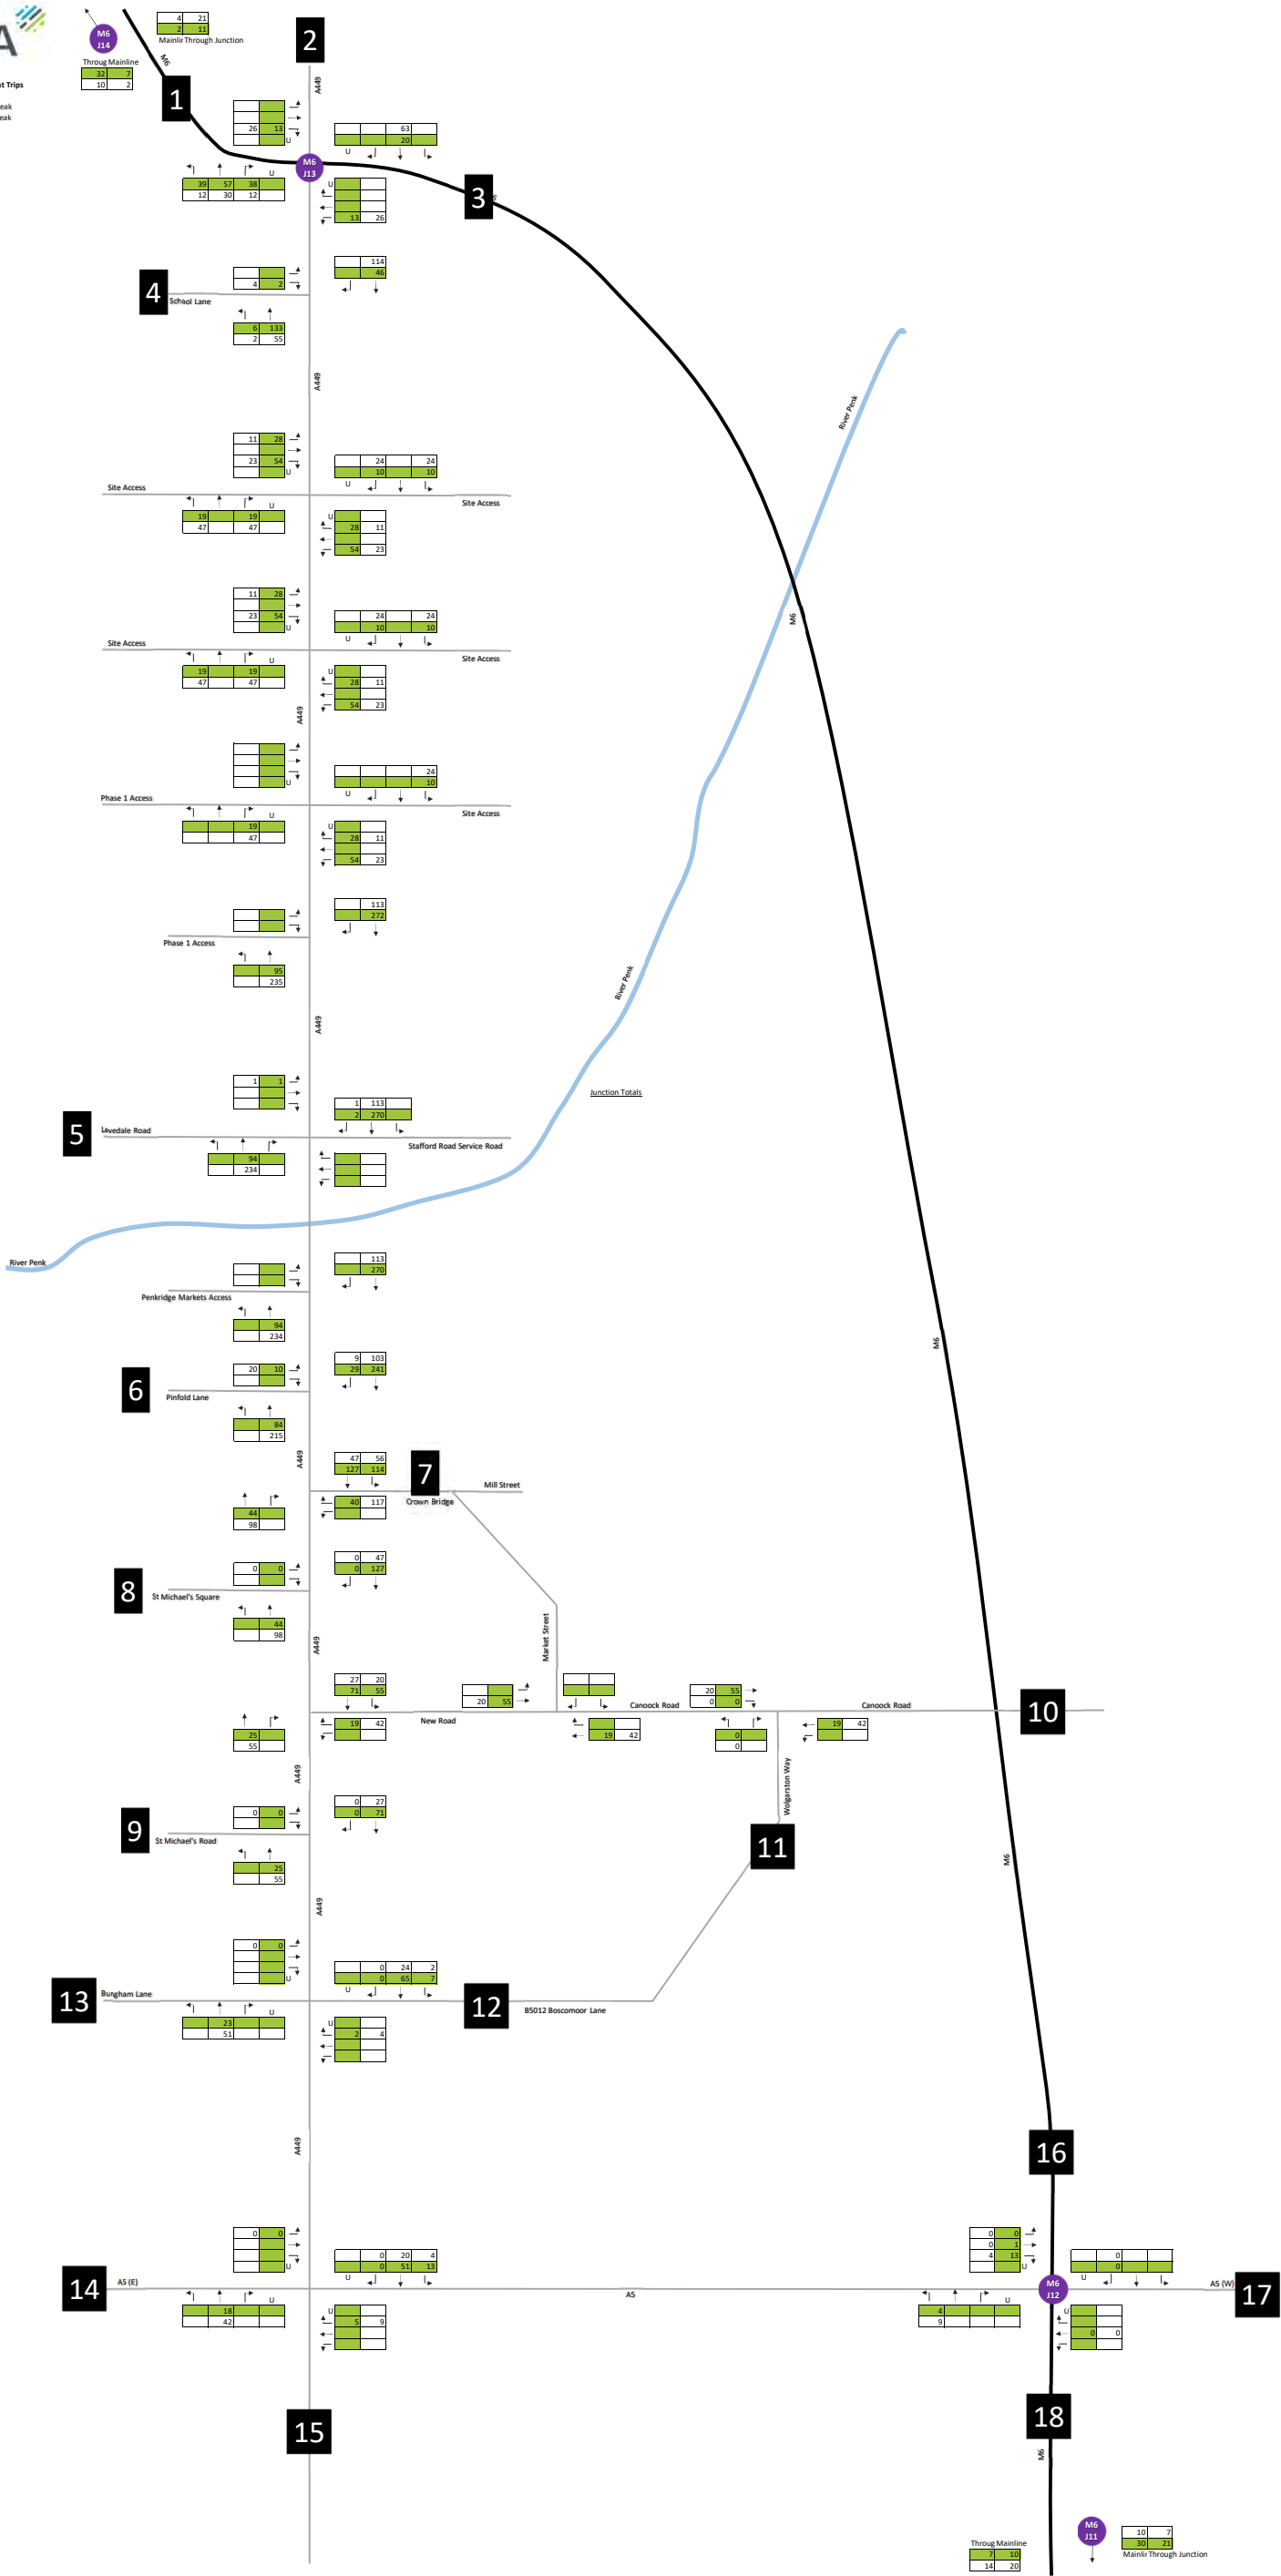 A
M6
J14
4 21
2 11
Mainlir Through Junction
Throug Mainline
32 7
10 2
t Trips
eak
eak
M6
1
2
A449
26 13
U
63
20
U
M6
J13
U
39 57 38
12 30 12
U
13 26
3
114
46
4 2
4
School Lane
6 133
2 55
A449
River Penk
11 28
23 54
U
24 24
10 10
U
Site Access
Site Access
U
19 19
47 47
U
28 11
54 23
11 28
23 54
U
24 24
10 10
U
M6
Site Access
Site Access
U
19 19
47 47
U
28 11
54 23
A449
U
24
10
U
Phase 1 Access
Site Access
U
19
47
U
28 11
54 23
113
272
Phase 1 Access
95
235
River Penk
A449
1 1
Junction Totals
1 113
2 270
5
Levedale Road
Stafford Road Service Road
94
234
River Penk
113
270
Penkridge Markets Access
94
234
M6
9 103
29 241
20 10
6
Pinfold Lane
84
215
A449
47 56
127 114
7
Mill Street
Crown Bridge
40 117
44
98
0 47
0 127
0 0
8
St Michael's Square
44
98
A449
Market Street
27 20
71 55
20 55
20 55
0 0
Canoock Road
Canoock Road
10
New Road
19 42
19 42
0
0
19 42
25
55
A449
Wolgarston Way
0 27
0 71
0 0
9
St Michael's Road
11
25
55
M6
A449
0 0
U
0 24 2
0 65 7
U
13
Bungham Lane
12
B5012 Boscomoor Lane
U
23
51
U
2 4
A449
16
0 0
U
0 20 4
0 51 13
U
0 0
0 1
4 13
U
0
0
U
14
A5 (E)
A5
M6
J12
A5 (W)
17
U
18
42
U
5 9
U
4
9
U
0 0
15
18
M6
M6
J11
10 7
30 21
Mainlir Through Junction
Throug Mainline
7 10
14 20